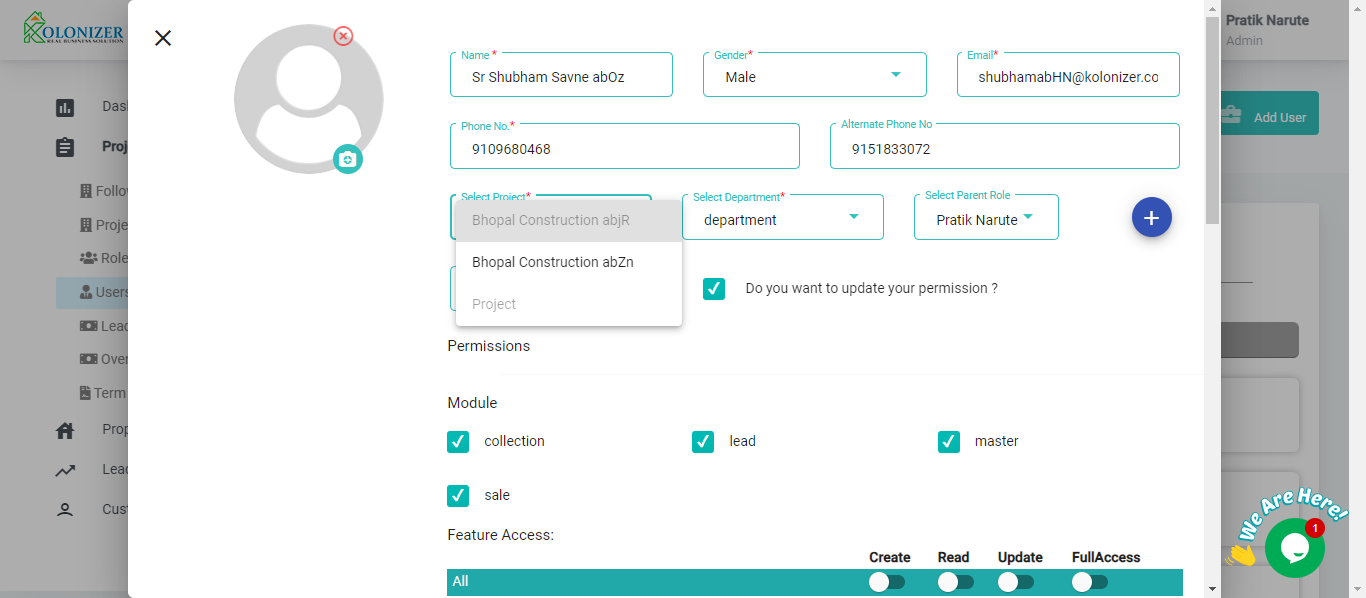 KOLONIZER
REAL BUSINESS SOLUTION
Pratik Narute
Admin
Add User
Name *
Sr Shubham Savne abOz
Gender*
Male
Email*
shubhamabHN@kolonizer.co
Phone No.*
9109680468
Alternate Phone No
9151833072
Select Project*
Bhopal Construction abjR
Bhopal Construction abZn
Project
Select Department*
department
Select Parent Role
Pratik Narute
+
Do you want to update your permission ?
Permissions
Module
collection
lead
master
sale
Feature Access:
Create Read Update FullAccess
All
Das
Proj
Follo
Proje
Role
Users
Lead
Over
Term
Prop
Lead
Cust
We Are Here!
1